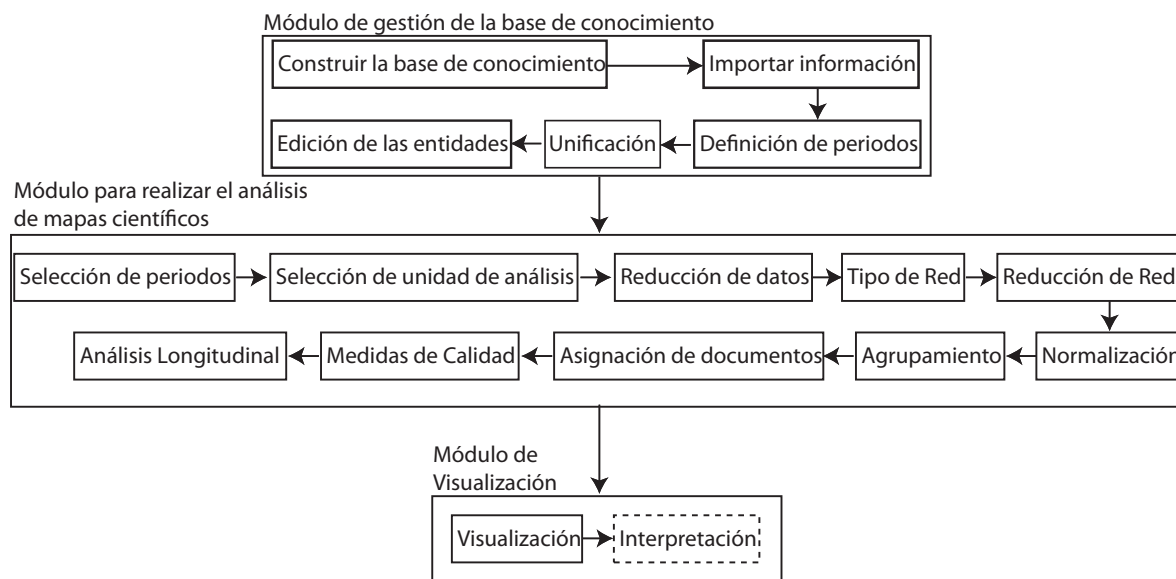 Módulo de gestión de la base de conocimiento
Construir la base de conocimiento
Importar información
Edición de las entidades
Unificación
Definición de periodos
Módulo para realizar el análisis
de mapas científicos
Selección de periodos
Selección de unidad de análisis
Reducción de datos
Tipo de Red
Reducción de Red
Análisis Longitudinal
Medidas de Calidad
Asignación de documentos
Agrupamiento
Normalización
Módulo de
Visualización
Visualización
Interpretación